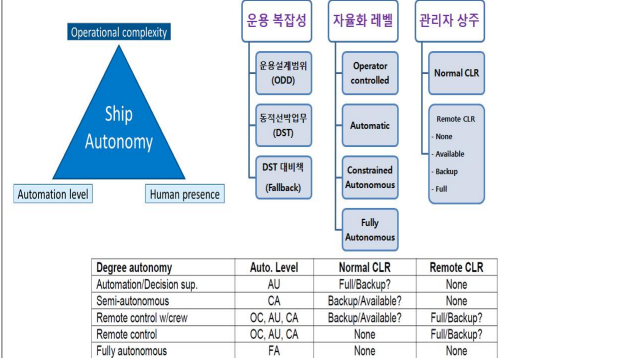 Operational complexity
Ship
Autonomy
Automation level
Human presence
운용 복잡성
운용설계범위
(ODD)
동적선박업무
(DST)
DST 대비책
(Fallback)
자율화 레벨
Operator
controlled
Automatic
Constrained
Autonomous
Fully
Autonomous
관리자 상주
Normal CLR
Remote CLR
- None
- Available
- Backup
- Full
Degree autonomy Auto. Level Normal CLR Remote CLR
Automation/Decision sup. AU Full/Backup? None
Semi-autonomous CA Backup/Available? None
Remote control w/crew OC, AU, CA Backup/Available? Full/Backup?
Remote control OC, AU, CA None Full/Backup?
Fully autonomous FA None None